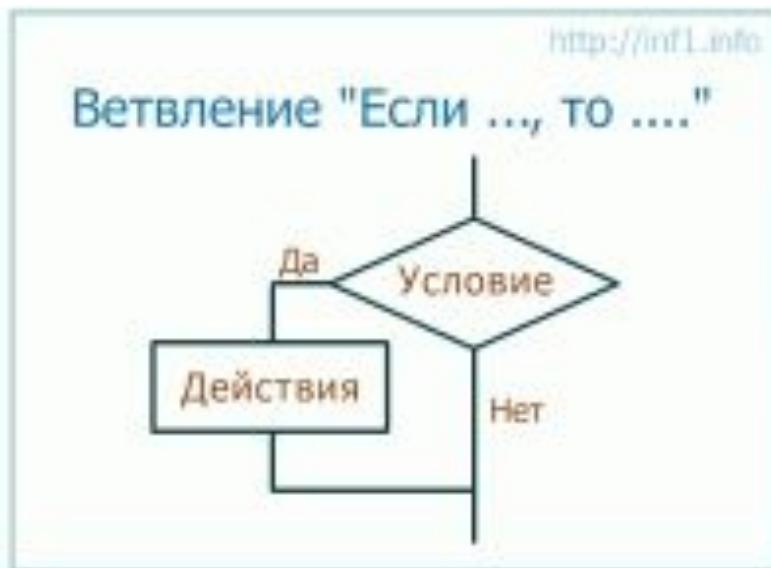 http://inf1.info
Ветвление "Если ..., то ...."
Да
Условие
Действия
Нет